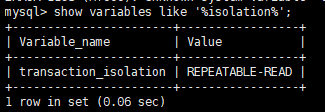 mysql> show variables like '%isolation%';
+-----------------------+-----------------+
| Variable_name         | Value           |
+-----------------------+-----------------+
| transaction_isolation | REPEATABLE-READ |
+-----------------------+-----------------+
1 row in set (0.06 sec)